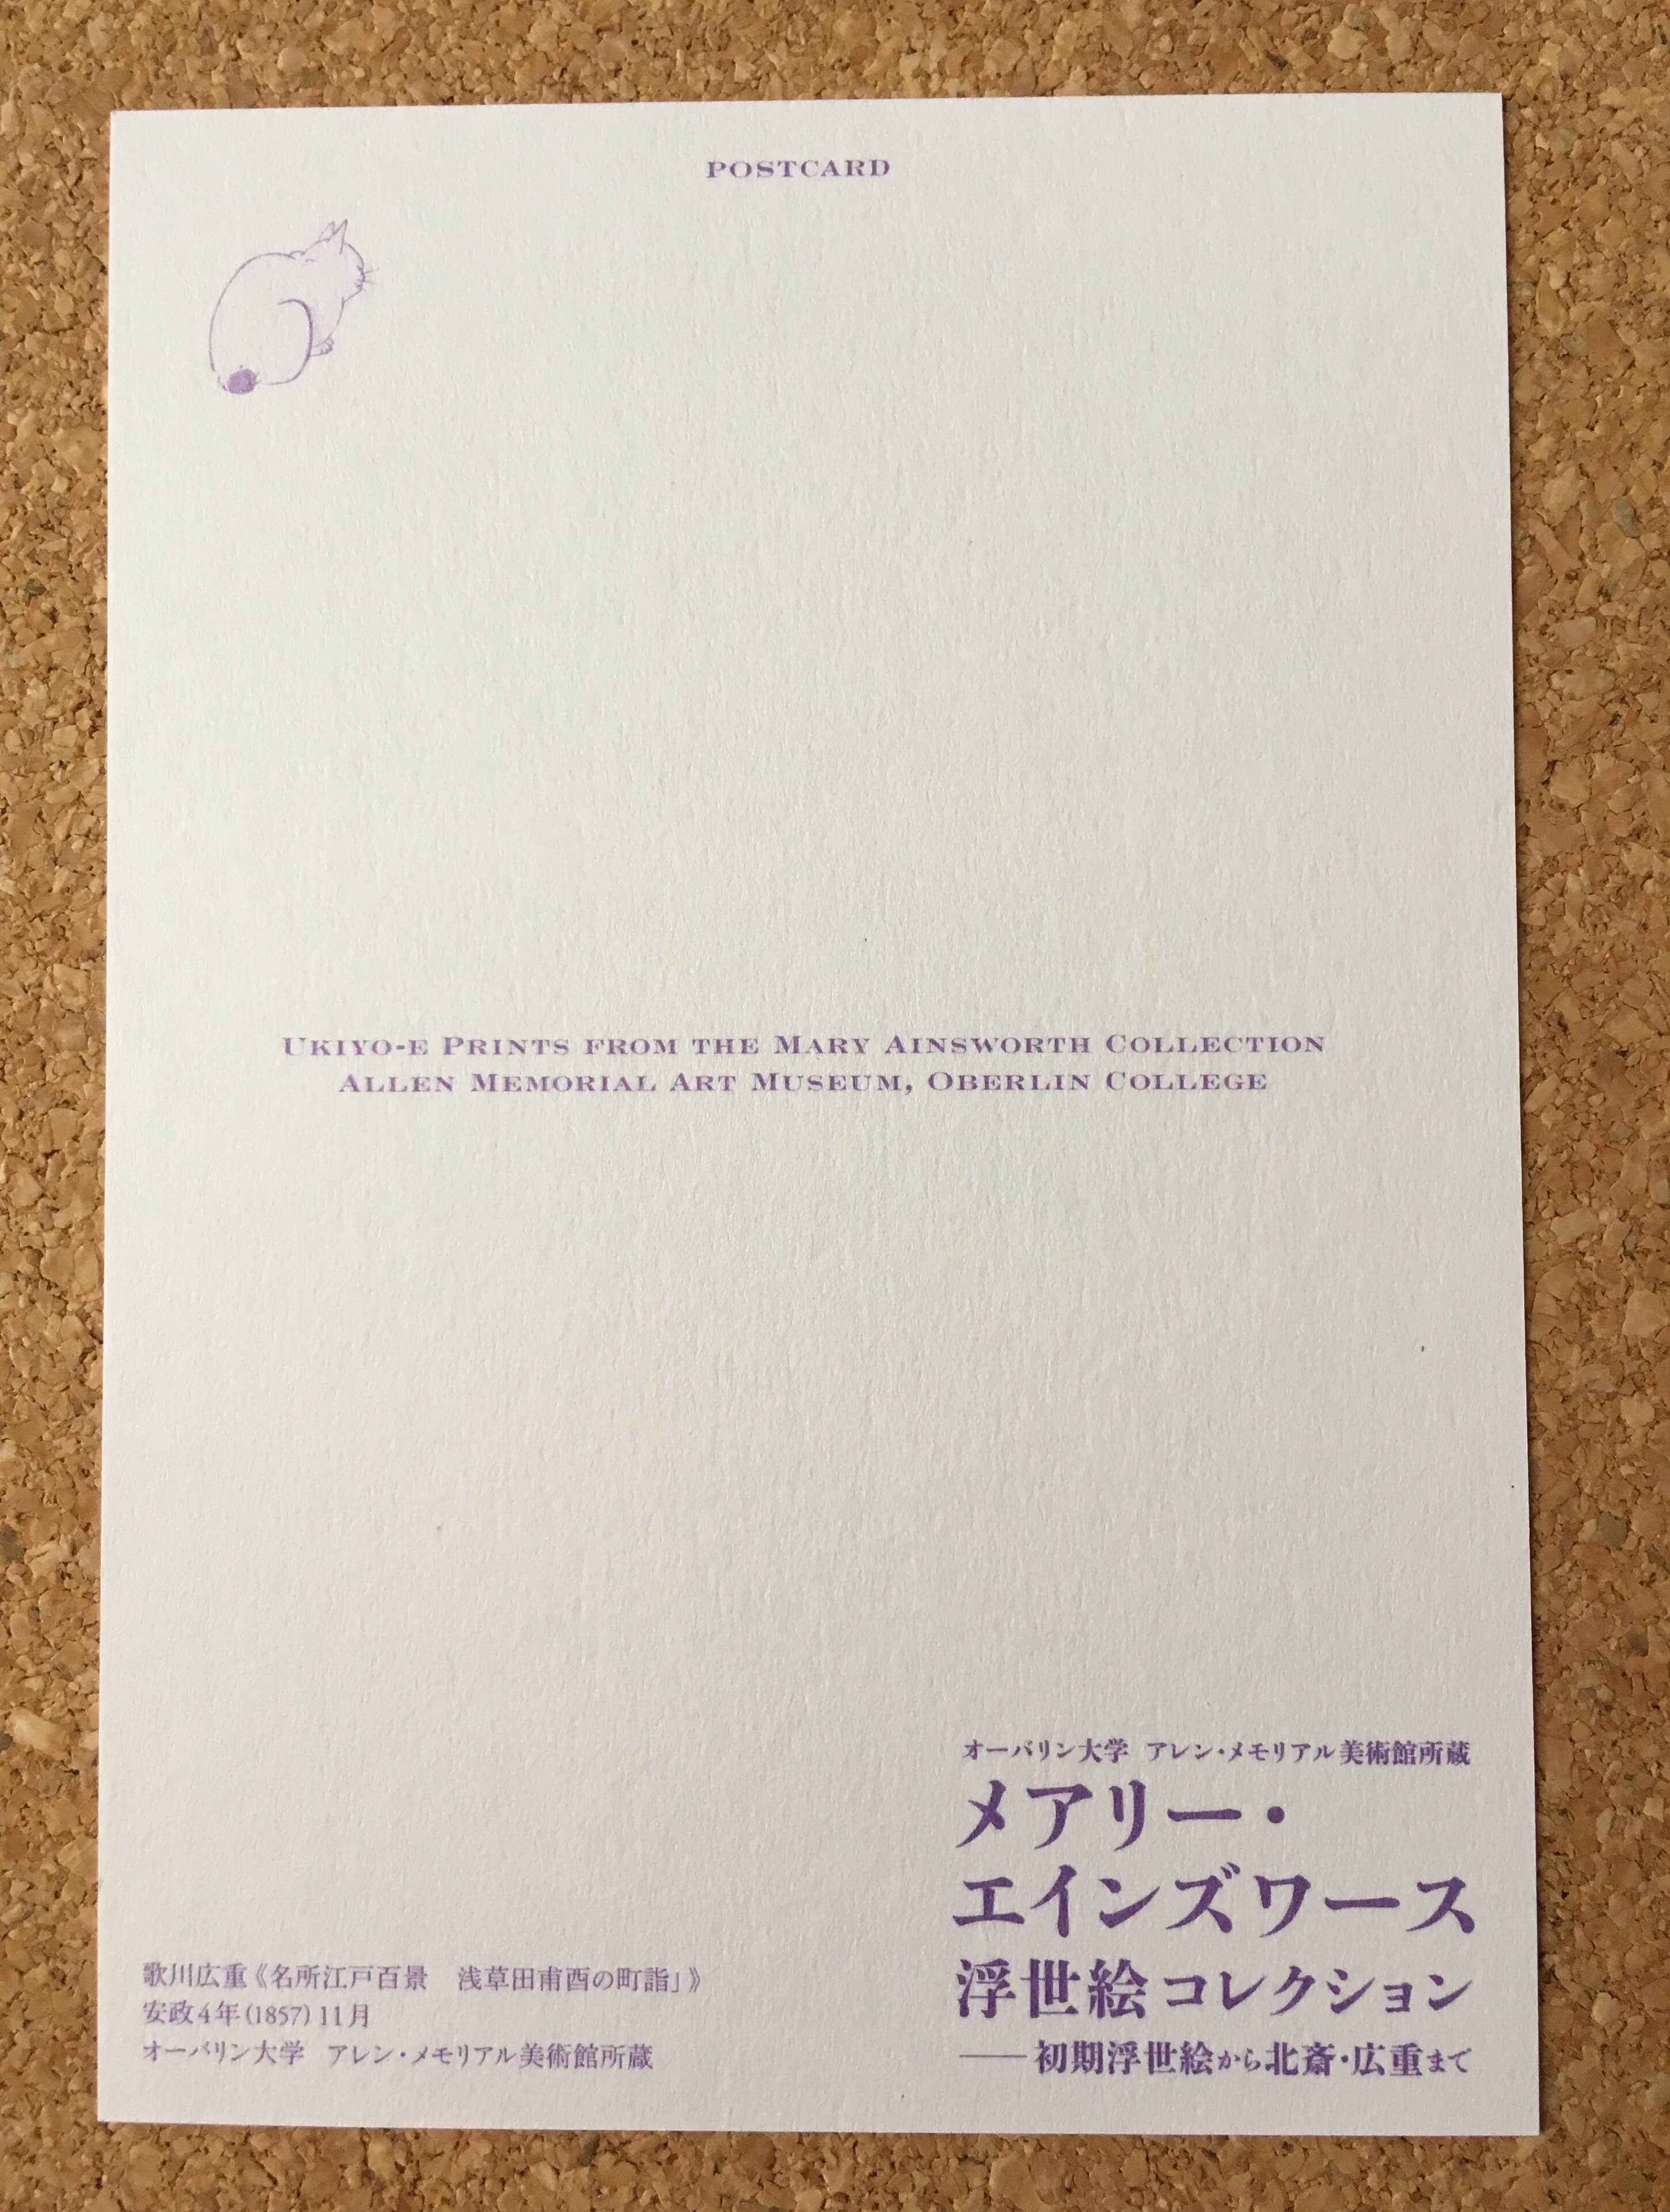 POSTCARD
UKIYO-E PRINTS FROM THE MARY AINSWORTH COLLECTION
ALLEN MEMORIAL ART MUSEUM, OBERLIN COLLEGE
オーバリン大学 アレン・メモリアル美術館所蔵
メアリー・
エインズワース
浮世絵コレクション
──初期浮世絵から北斎・広重まで
歌川広重《名所江戸百景　浅草田甫酉の町詣」》
安政4年(1857)11月
オーバリン大学　アレン・メモリアル美術館所蔵